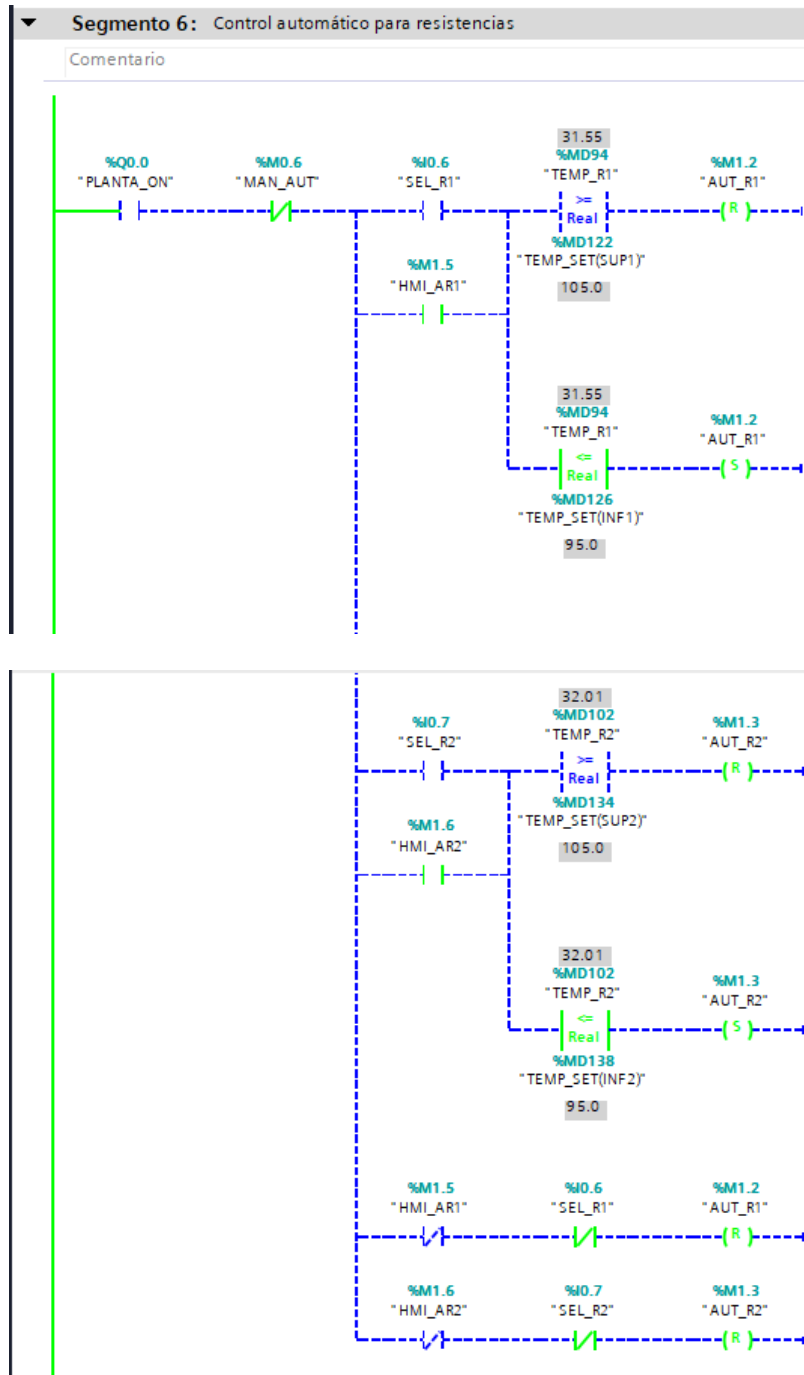 Segmento 6: Control automático para resistencias
Comentario
31.55
%Q0.0 %M0.6 %I0.6 %MD94 %M1.2
"PLANTA_ON" "MAN_AUT" "SEL_R1" "TEMP_R1" "AUT_R1"
>= R
Real
%MD122
%M1.5 "TEMP_SET(SUP1)"
"HMI_AR1" 105.0
31.55
%MD94 %M1.2
"TEMP_R1" "AUT_R1"
<= S
Real
%MD126
"TEMP_SET(INF1)"
95.0
32.01
%I0.7 %MD102 %M1.3
"SEL_R2" "TEMP_R2" "AUT_R2"
>= R
Real
%MD134
%M1.6 "TEMP_SET(SUP2)"
"HMI_AR2" 105.0
32.01
%MD102 %M1.3
"TEMP_R2" "AUT_R2"
<= S
Real
%MD138
"TEMP_SET(INF2)"
95.0
%M1.5 %I0.6 %M1.2
"HMI_AR1" "SEL_R1" "AUT_R1"
R
%M1.6 %I0.7 %M1.3
"HMI_AR2" "SEL_R2" "AUT_R2"
R